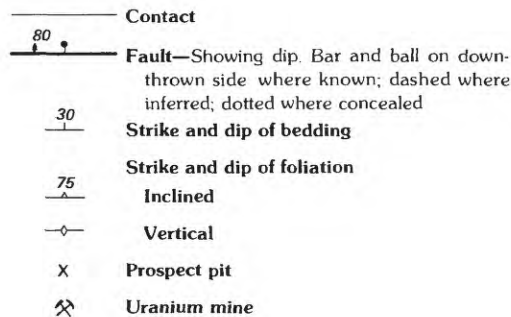 Contact
80
Fault—Showing dip. Bar and ball on down-
thrown side where known; dashed where
inferred; dotted where concealed
30
Strike and dip of bedding
Strike and dip of foliation
75
Inclined
Vertical
X Prospect pit
Uranium mine